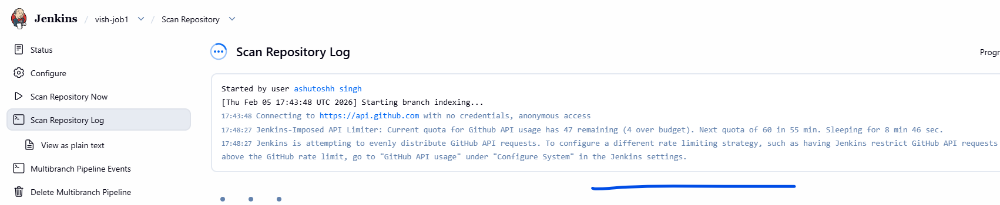 Jenkins / vish-job1 / Scan Repository
Status
Configure
Scan Repository Now
Scan Repository Log
View as plain text
Multibranch Pipeline Events
Delete Multibranch Pipeline
Scan Repository Log
Progr
Started by user ashutoshh singh
[Thu Feb 05 17:43:48 UTC 2026] Starting branch indexing...
17:43:48 Connecting to https://api.github.com with no credentials, anonymous access
17:48:27 Jenkins-Imposed API Limiter: Current quota for Github API usage has 47 remaining (4 over budget). Next quota of 60 in 55 min. Sleeping for 8 min 46 sec.
17:48:27 Jenkins is attempting to evenly distribute GitHub API requests. To configure a different rate limiting strategy, such as having Jenkins restrict GitHub API requests
above the GitHub rate limit, go to "GitHub API usage" under "Configure System" in the Jenkins settings.